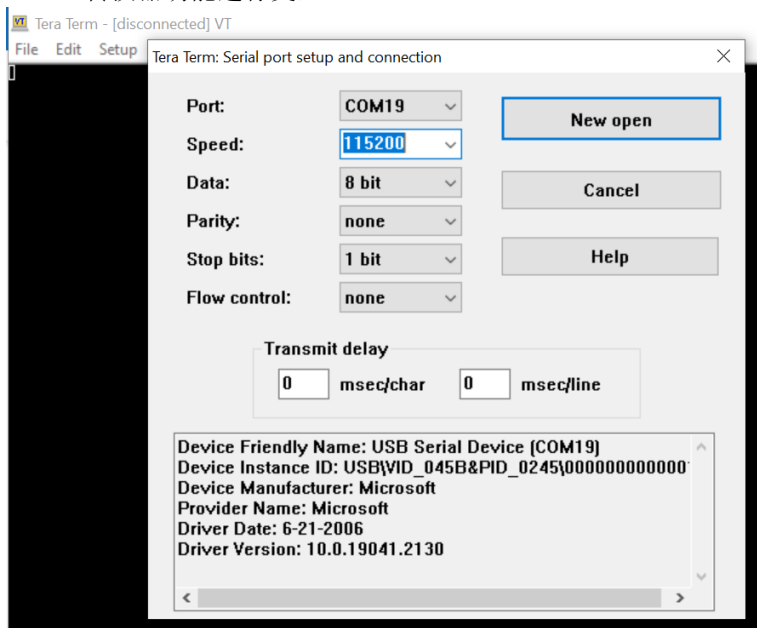 Tera Term - [disconnected] VT
File Edit Setup
Tera Term: Serial port setup and connection
Port: COM19
New open
Speed: 115200
Data: 8 bit
Cancel
Parity: none
Stop bits: 1 bit
Help
Flow control: none
Transmit delay
0 msec/char 0 msec/line
Device Friendly Name: USB Serial Device (COM19)
Device Instance ID: USB\VID_045B&PID_0245\000000000000
Device Manufacturer: Microsoft
Provider Name: Microsoft
Driver Date: 6-21-2006
Driver Version: 10.0.19041.2130